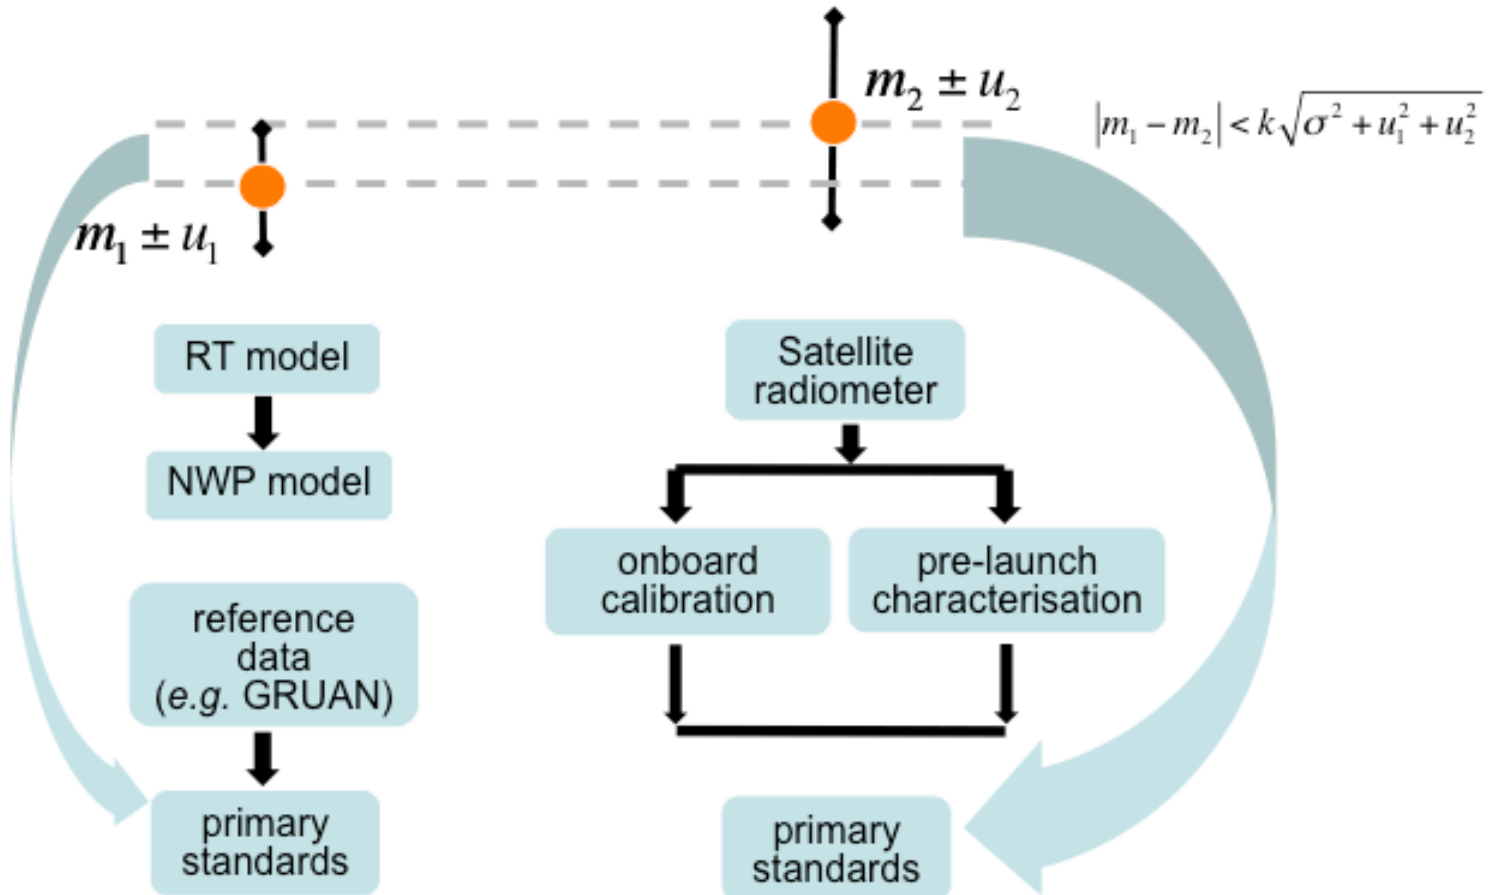 m₂ ± u₂
|m₁ − m₂| < k√(σ² + u₁² + u₂²)
m₁ ± u₁
RT model
NWP model
reference
data
(e.g. GRUAN)
primary
standards
Satellite
radiometer
onboard
calibration
pre-launch
characterisation
primary
standards